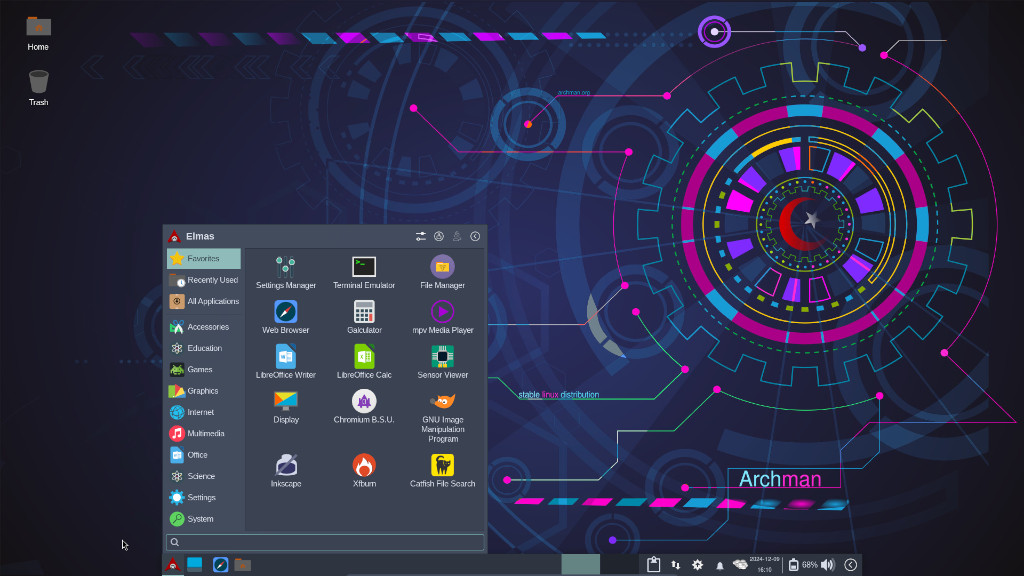 Home
Trash
archman.org
Elmas
Favorites
Recently Used
All Applications
Accessories
Education
Games
Graphics
Internet
Multimedia
Office
Science
Settings
System
Settings Manager
Terminal Emulator
File Manager
Web Browser
Galculator
mpv Media Player
LibreOffice Writer
LibreOffice Calc
Sensor Viewer
Display
Chromium B.S.U.
GNU Image
Manipulation
Program
Inkscape
Xfburn
Catfish File Search
stable linux distribution
Archman
2024-12-09
16:10
68%